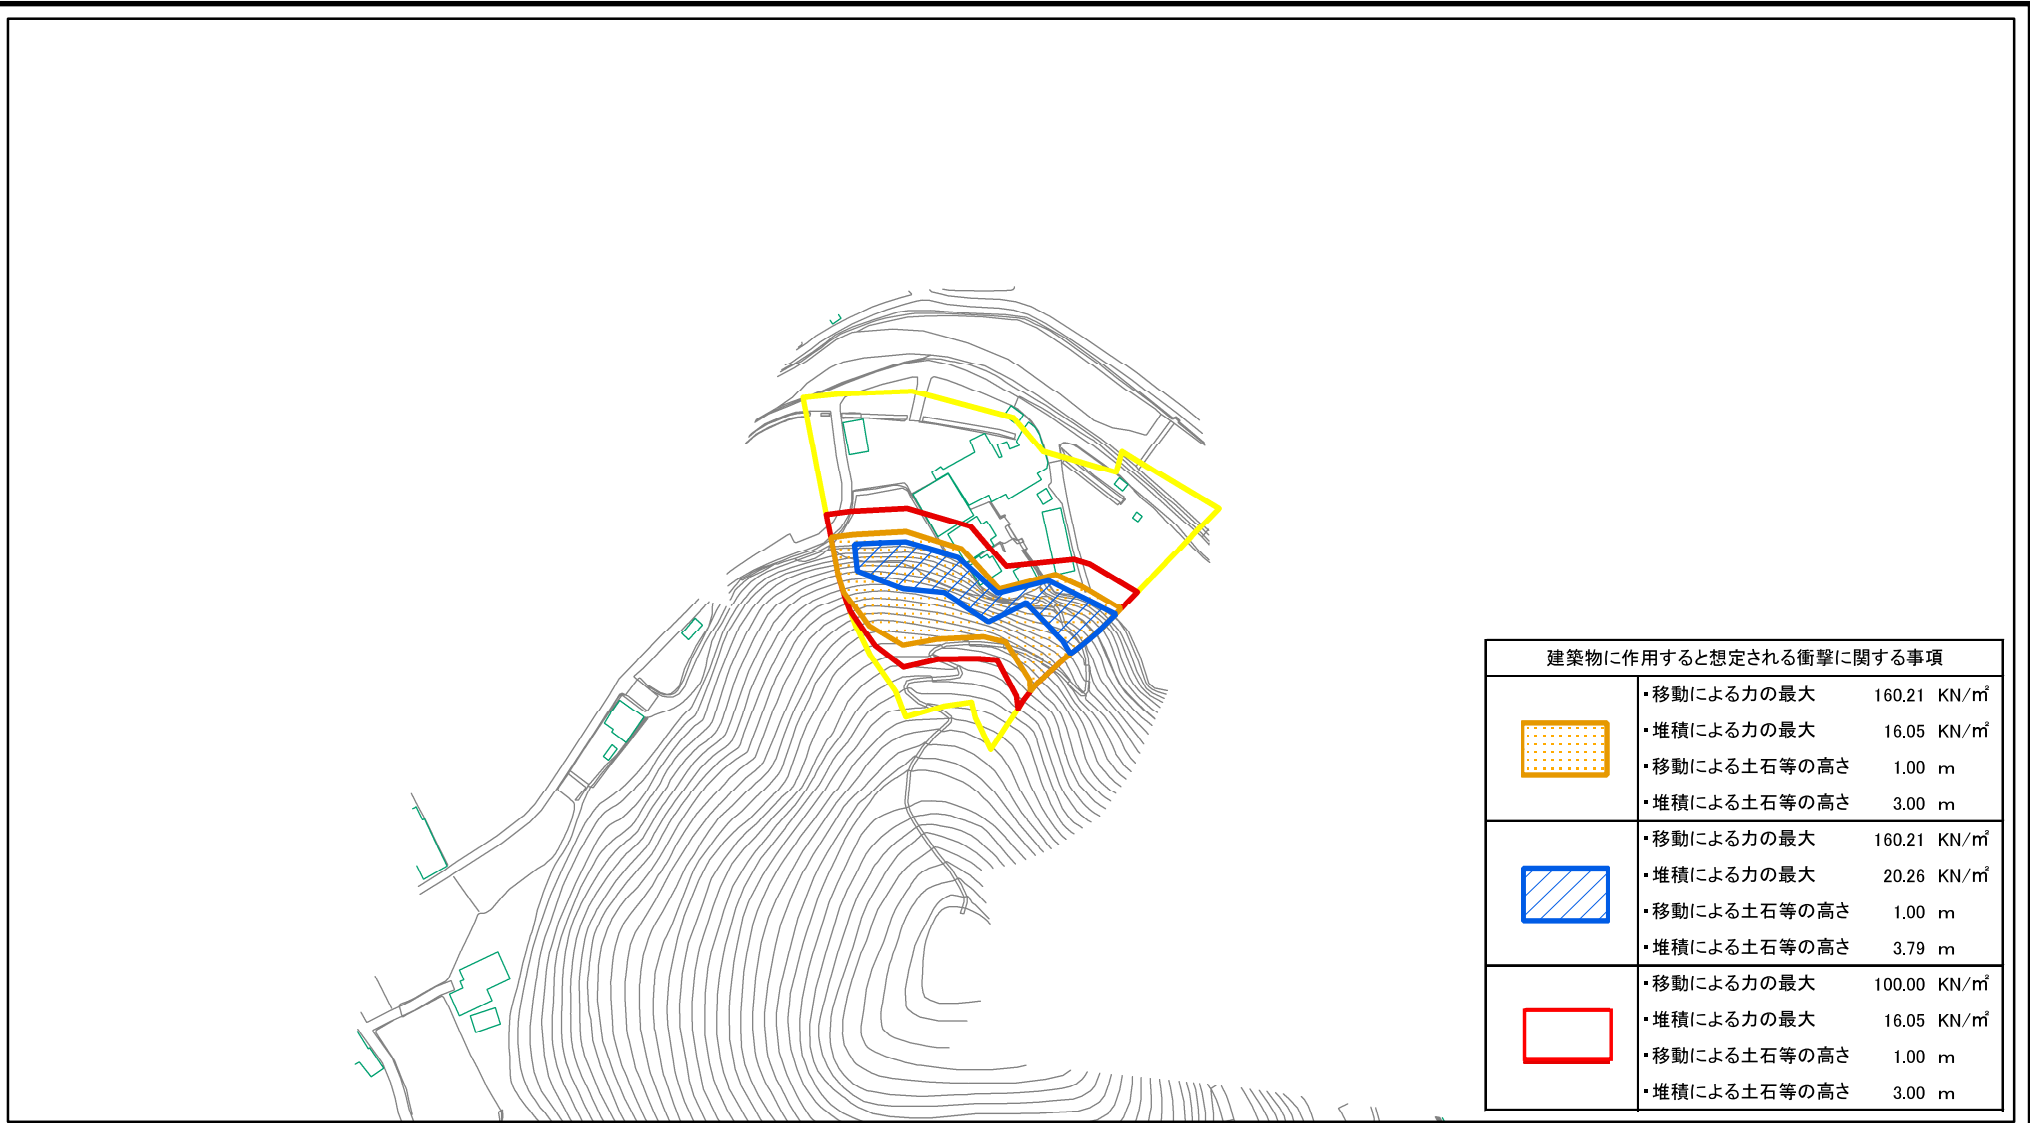 建築物に作用すると想定される衝撃に関する事項
・移動による力の最大 160.21 KN/㎡
・堆積による力の最大 16.05 KN/㎡
・移動による土石等の高さ 1.00 m
・堆積による土石等の高さ 3.00 m
・移動による力の最大 160.21 KN/㎡
・堆積による力の最大 20.26 KN/㎡
・移動による土石等の高さ 1.00 m
・堆積による土石等の高さ 3.79 m
・移動による力の最大 100.00 KN/㎡
・堆積による力の最大 16.05 KN/㎡
・移動による土石等の高さ 1.00 m
・堆積による土石等の高さ 3.00 m